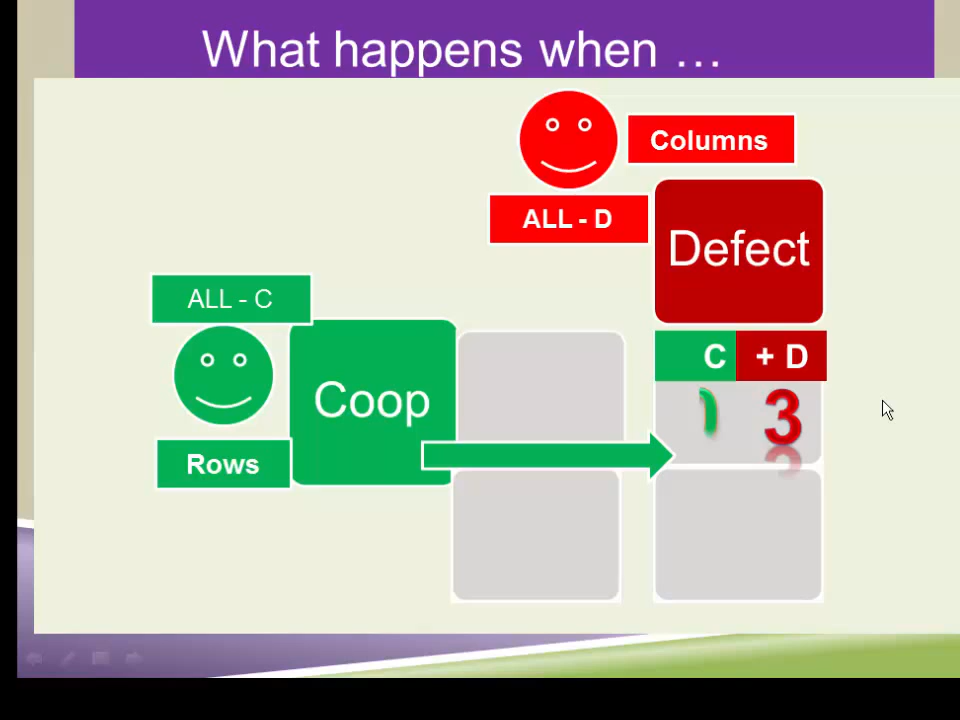 What happens when …
Columns
ALL - D
Defect
ALL - C
C + D
Coop
3
Rows